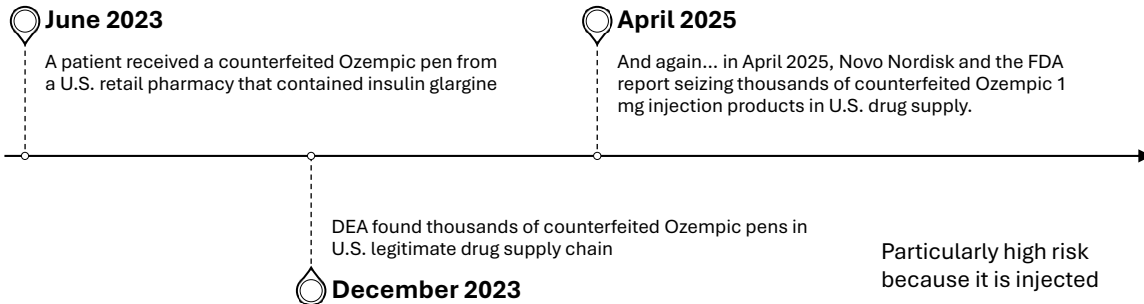 June 2023
A patient received a counterfeited Ozempic pen from
a U.S. retail pharmacy that contained insulin glargine
April 2025
And again... in April 2025, Novo Nordisk and the FDA
report seizing thousands of counterfeited Ozempic 1
mg injection products in U.S. drug supply.
DEA found thousands of counterfeited Ozempic pens in
U.S. legitimate drug supply chain
December 2023
Particularly high risk
because it is injected